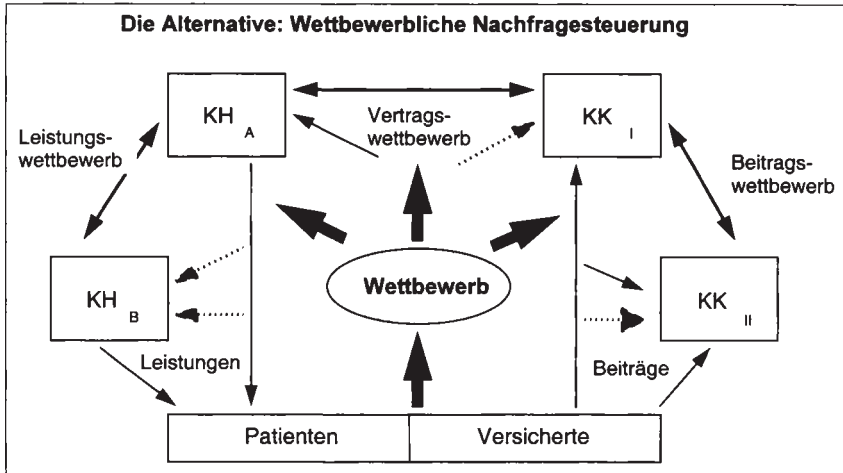 Die Alternative: Wettbewerbliche Nachfragesteuerung
KH A
Vertrags-
wettbewerb
KK I
Leistungs-
wettbewerb
Beitrags-
wettbewerb
KH B
Wettbewerb
KK II
Leistungen
Beiträge
Patienten
Versicherte